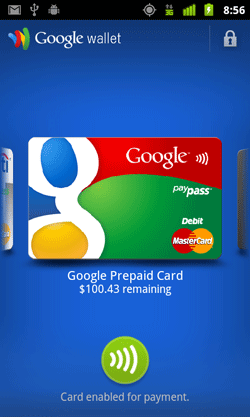 8:56
Google wallet
Google
paypass
Debit
MasterCard
Google Prepaid Card
$100.43 remaining
Card enabled for payment.